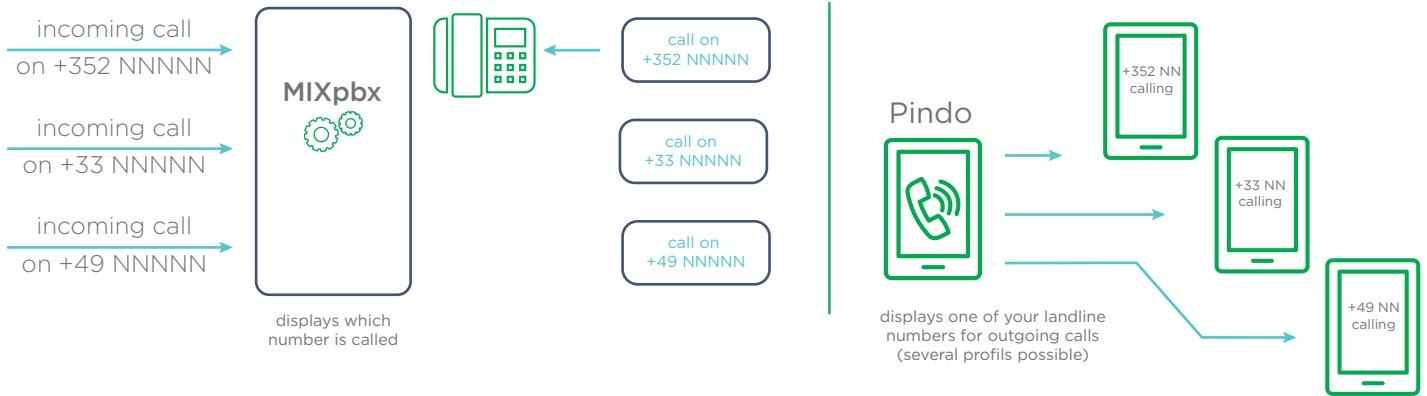 incoming call
on +352 NNNNN
incoming call
on +33 NNNNN
incoming call
on +49 NNNNN
MIXpbx
displays which
number is called
call on
+352 NNNNN
call on
+33 NNNNN
call on
+49 NNNNN
Pindo
displays one of your landline
numbers for outgoing calls
(several profils possible)
+352 NN
calling
+33 NN
calling
+49 NN
calling